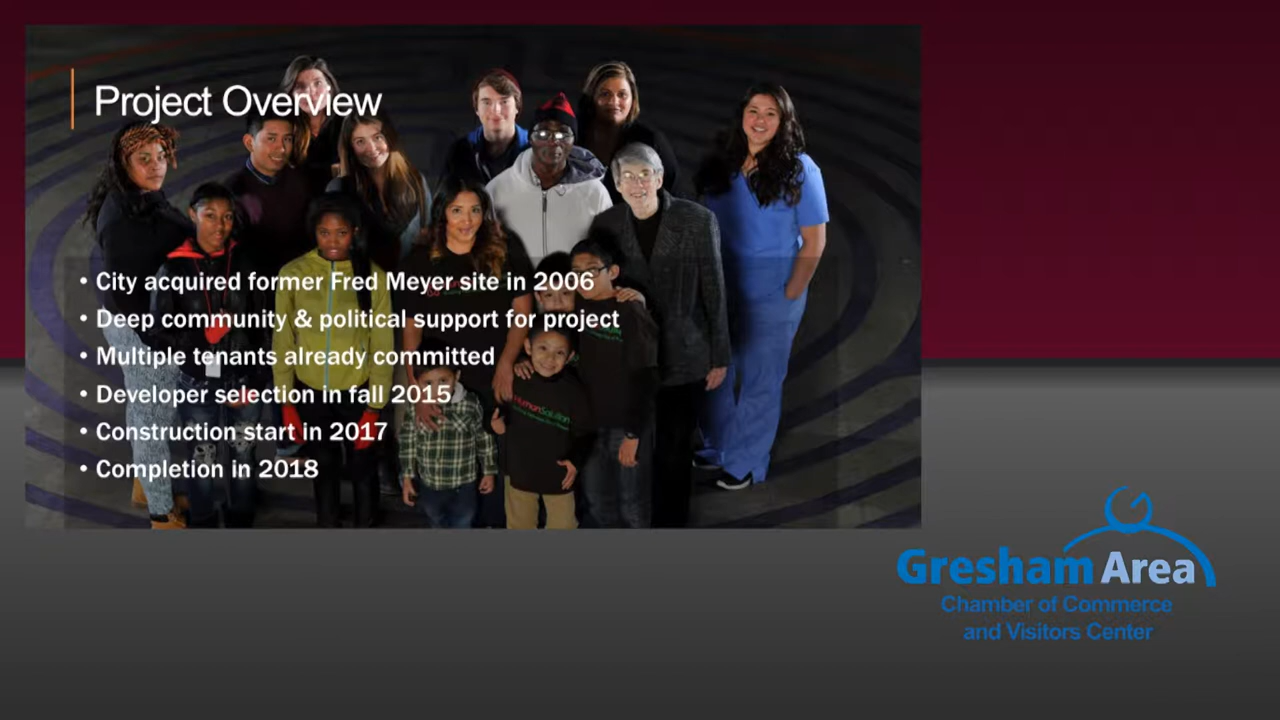 Project Overview
• City acquired former Fred Meyer site in 2006
• Deep community & political support for project
• Multiple tenants already committed
• Developer selection in fall 2015
• Construction start in 2017
• Completion in 2018
HumanSolutions
G
Gresham Area
Chamber of Commerce
and Visitors Center